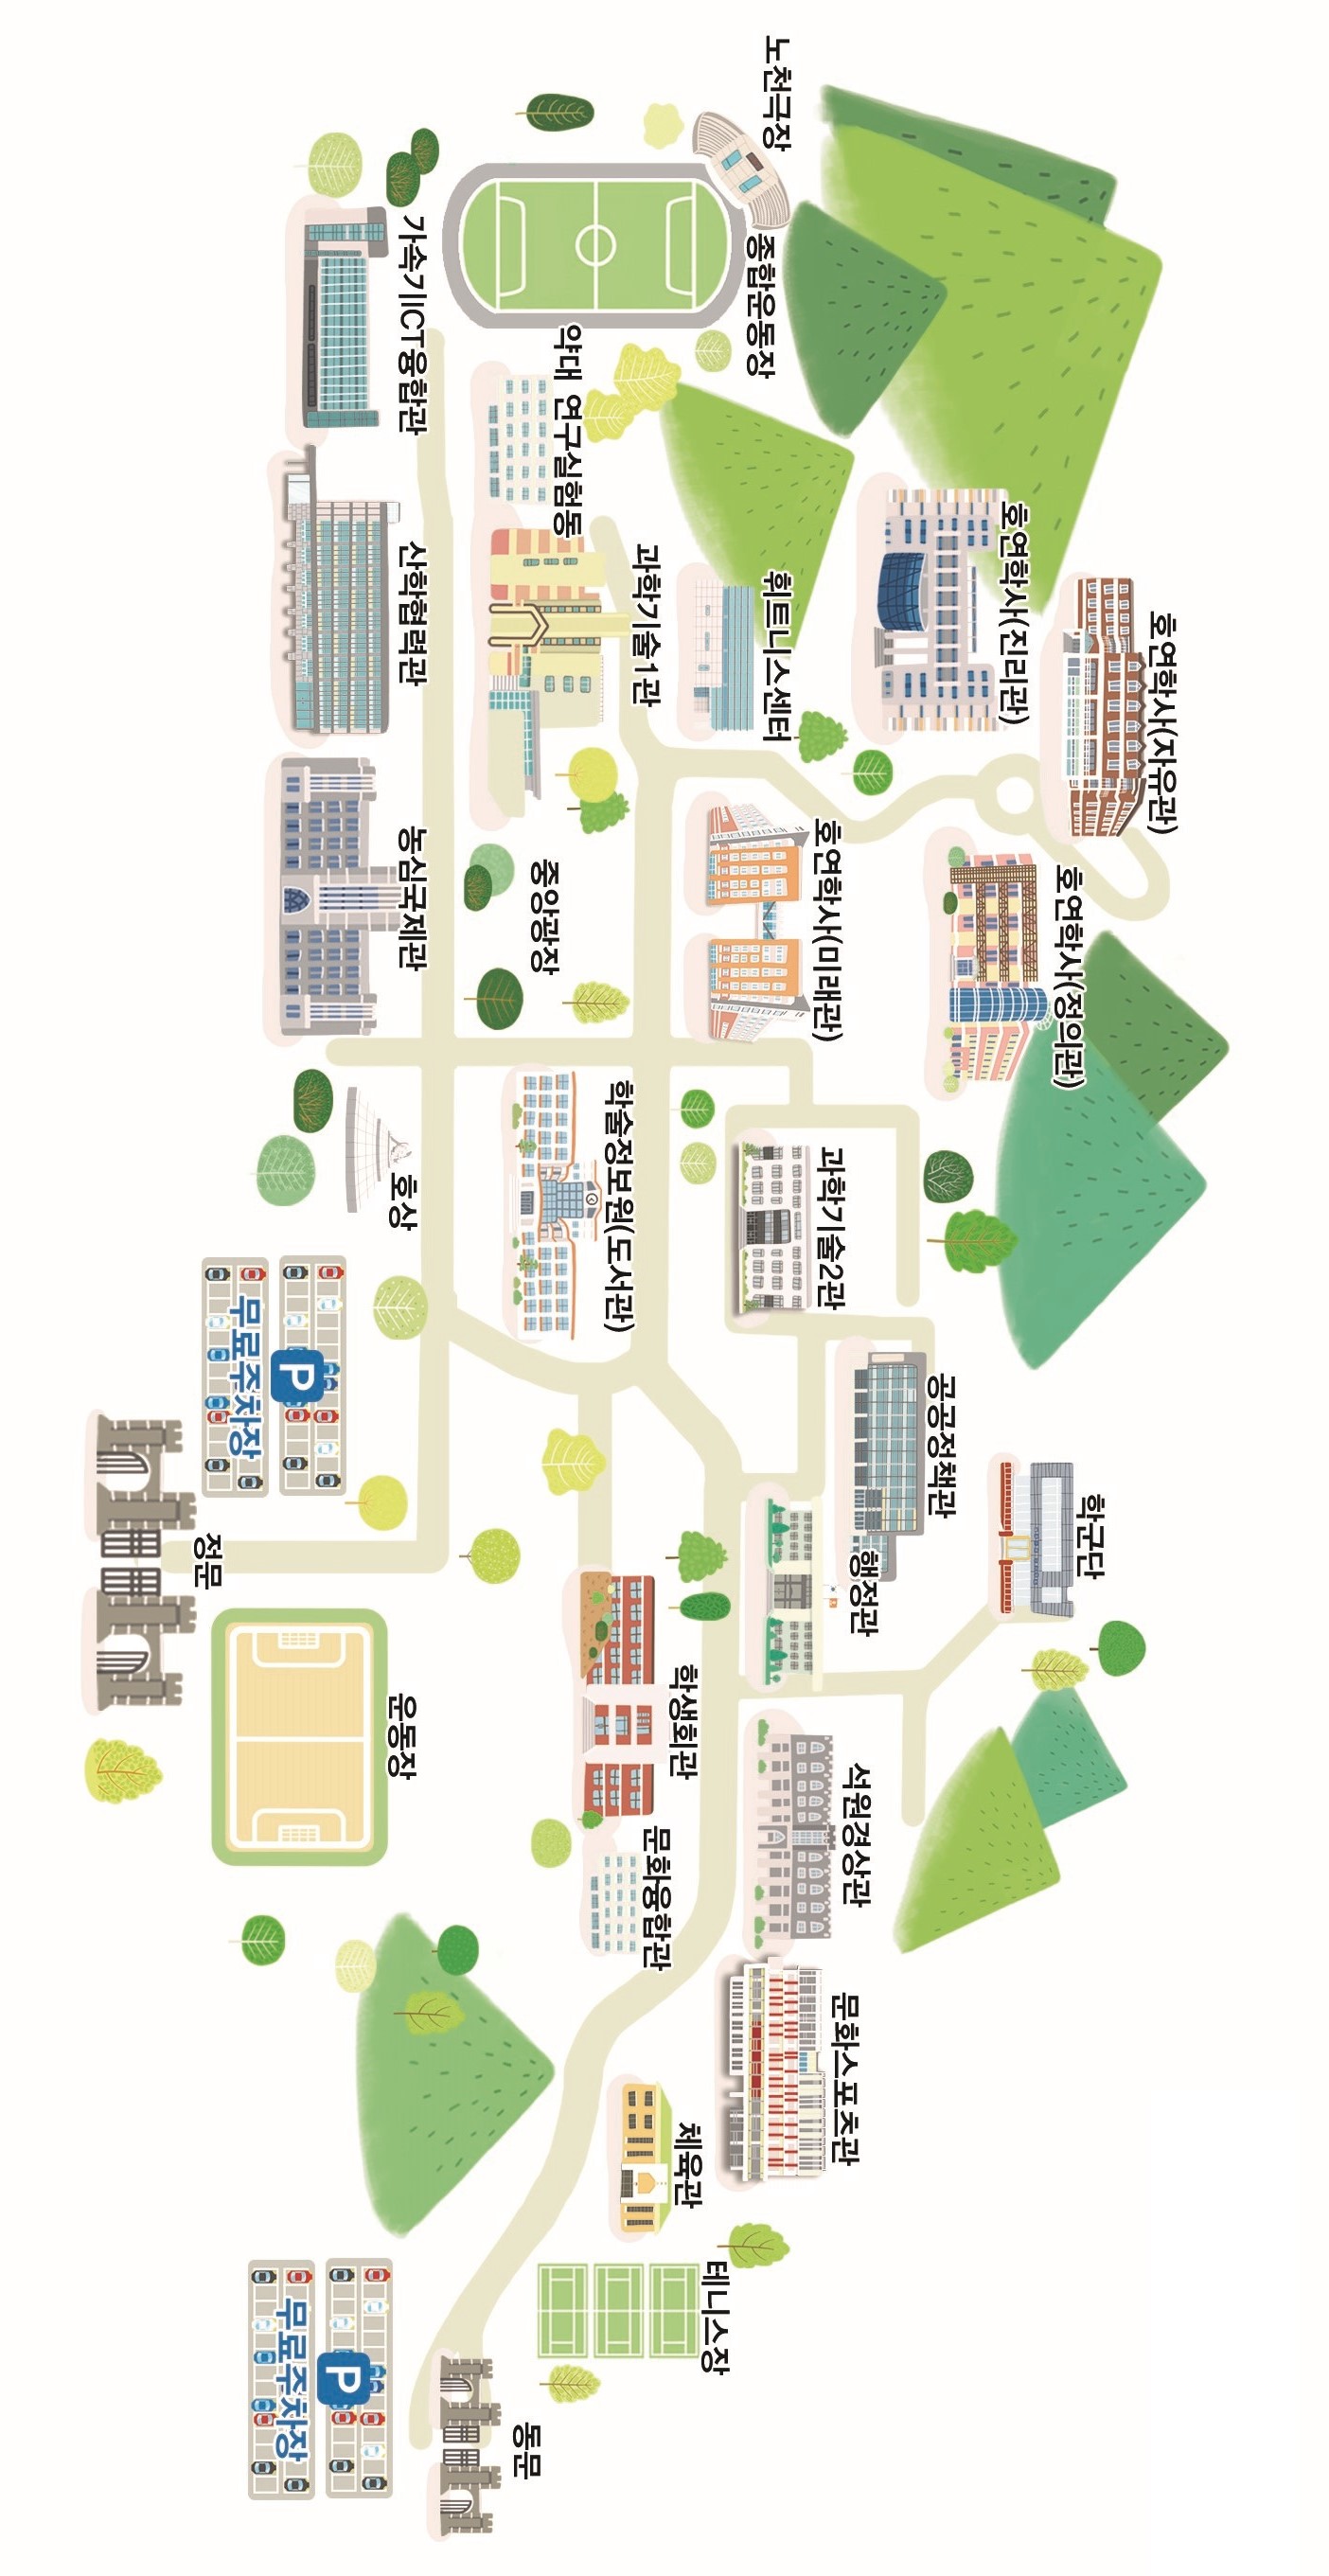 노천극장
종합운동장
호연학사(자유관)
호연학사(진리관)
호연학사(정의관)
휘트니스센터
호연학사(미래관)
약대 연구실험동
과학기술1관
중앙광장
가속기ICT융합관
산학협력관
농심국제관
호상
학술정보원(도서관)
과학기술2관
공공정책관
학군단
행정관
무료주차장
P
정문
운동장
학생회관
석원경상관
문화융합관
문화스포츠관
체육관
테니스장
무료주차장
P
동문